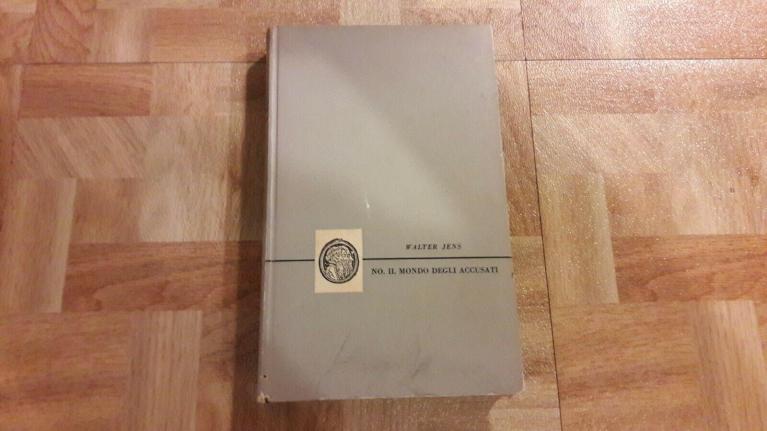 WALTER JENS
NO. IL MONDO DEGLI ACCUSATI